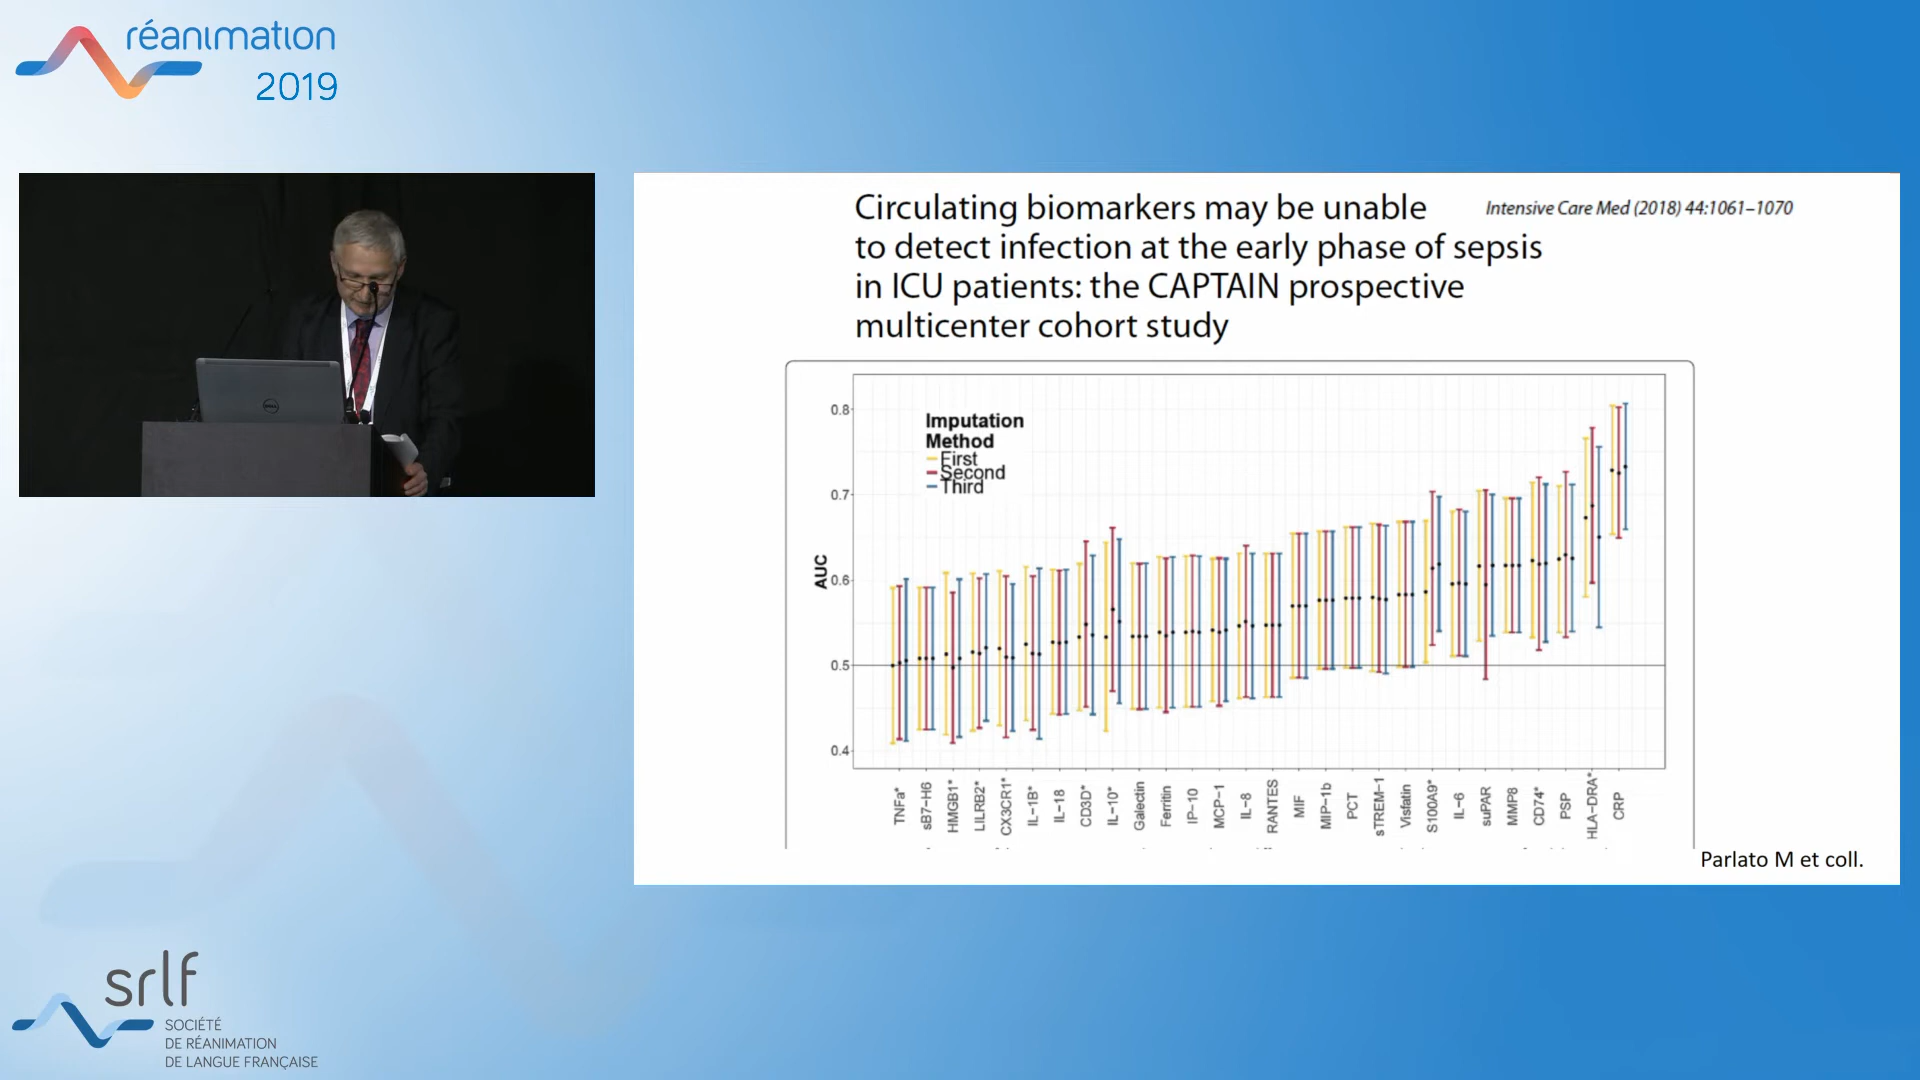 réanimation
2019
Circulating biomarkers may be unable
to detect infection at the early phase of sepsis
in ICU patients: the CAPTAIN prospective
multicenter cohort study
Intensive Care Med (2018) 44:1061–1070
Imputation
Method
First
Second
Third
AUC
0.8
0.7
0.6
0.5
0.4
TNFa*
sB7-H6
HMGB1*
LILRB2*
CX3CR1*
IL-1B*
IL-18
CD3D*
IL-10*
Galectin
Ferritin
IP-10
MCP-1
IL-8
RANTES
MIF
MIP-1b
PCT
sTREM-1
Visfatin
S100A9*
IL-6
suPAR
MMP8
CD74*
PSP
HLA-DRA*
CRP
Parlato M et coll.
srlf
SOCIÉTÉ
DE RÉANIMATION
DE LANGUE FRANÇAISE